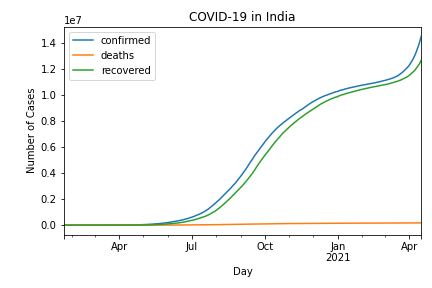 COVID-19 in India
1e7
confirmed
deaths
recovered
Number of Cases
1.4
1.2
1.0
0.8
0.6
0.4
0.2
0.0
Apr
Jul
Oct
Jan
2021
Apr
Day